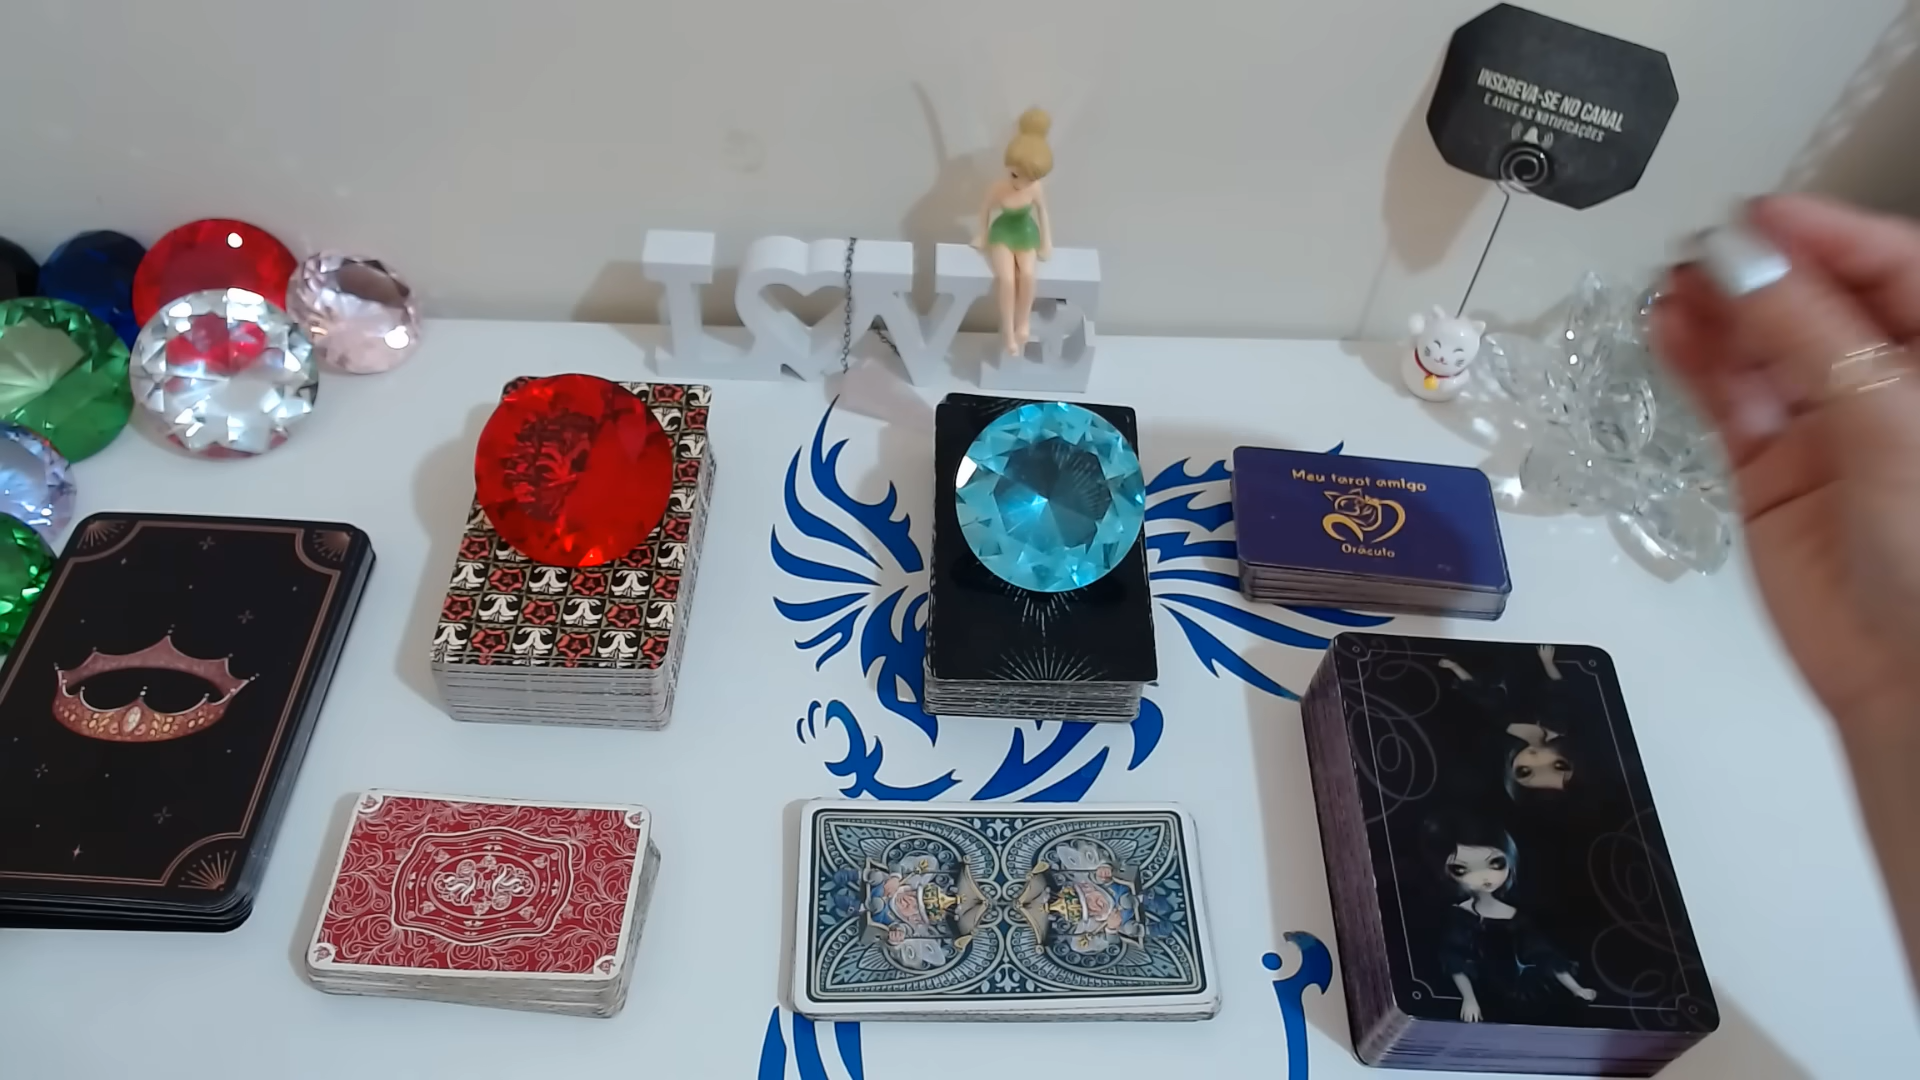 INSCREVA-SE NO CANAL
E ATIVE AS NOTIFICAÇÕES
LOVE
Meu tarot amigo
Oráculo